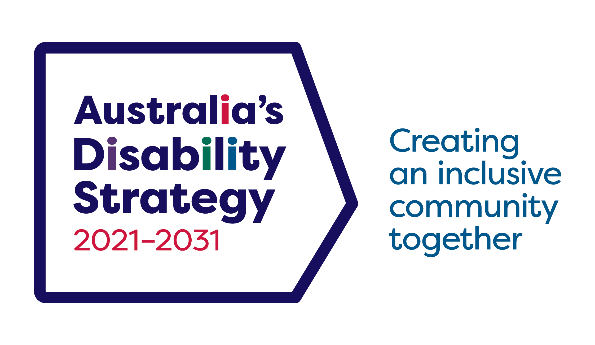 Australia's
Disability
Strategy
2021–2031
Creating
an inclusive
community
together